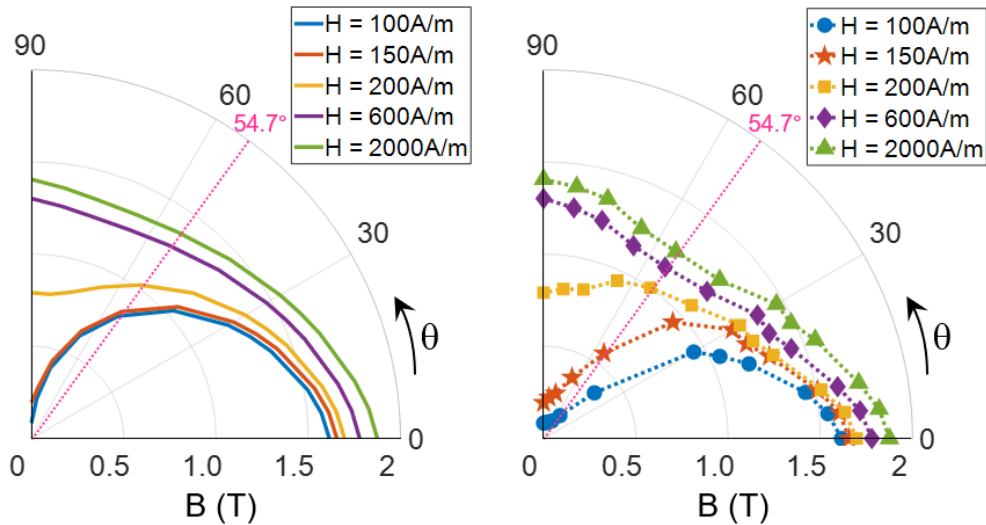 90
60
54.7°
30
θ
0
0 0.5 1.0 1.5 2
B (T)
H = 100A/m
H = 150A/m
H = 200A/m
H = 600A/m
H = 2000A/m
90
60
54.7°
30
θ
0
0 0.5 1.0 1.5 2
B (T)
H = 100A/m
H = 150A/m
H = 200A/m
H = 600A/m
H = 2000A/m